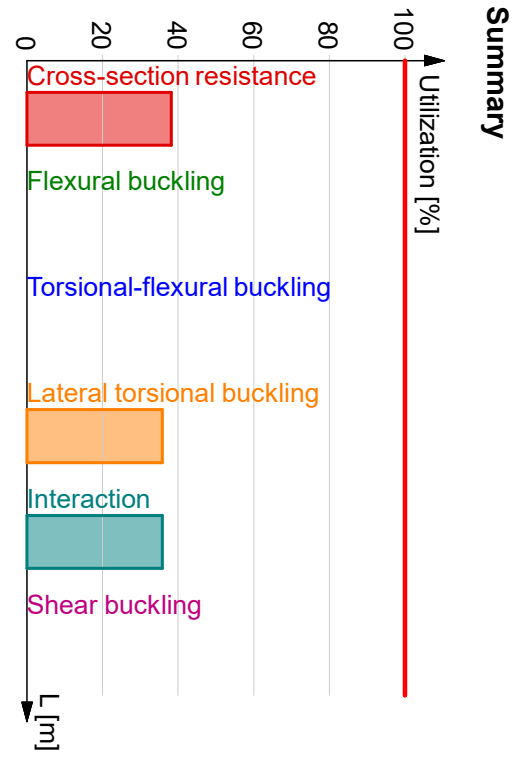 Summary
0
20
40
60
80
100
Utilization [%]
Cross-section resistance
Flexural buckling
Torsional-flexural buckling
Lateral torsional buckling
Interaction
Shear buckling
L [m]